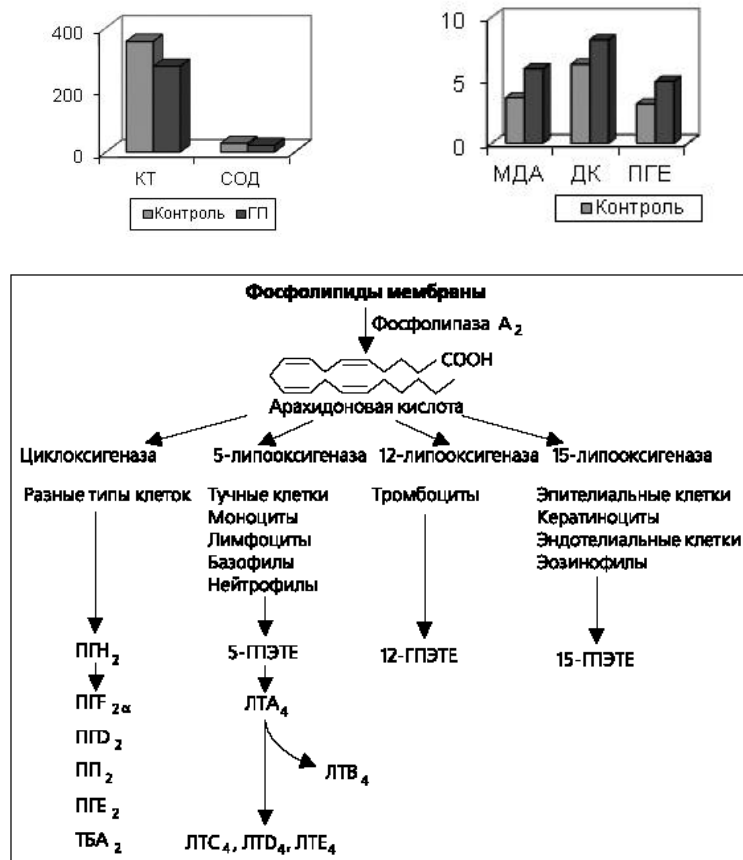 400
200
0
КТ СОД
Контроль ГП
10
5
0
МДА ДК ПГЕ
Контроль
Фосфолипиды мембраны
Фосфолипаза А2
COOH
Арахидоновая кислота
Циклоксигеназа 5-липооксигеназа 12-липооксигеназа 15-липооксигеназа
Разные типы клеток Тучные клетки Тромбоциты Эпителиальные клетки
Моноциты Кератиноциты
Лимфоциты Эндотелиальные клетки
Базофилы Эозинофилы
Нейтрофилы
ПГН2 5-ГПЭТЕ 12-ГПЭТЕ 15-ГПЭТЕ
ПГF2α ЛТА4
ПГD2
ПГI2 ЛТВ4
ПГЕ2
ТБА2 ЛТС4, ЛТD4, ЛТЕ4